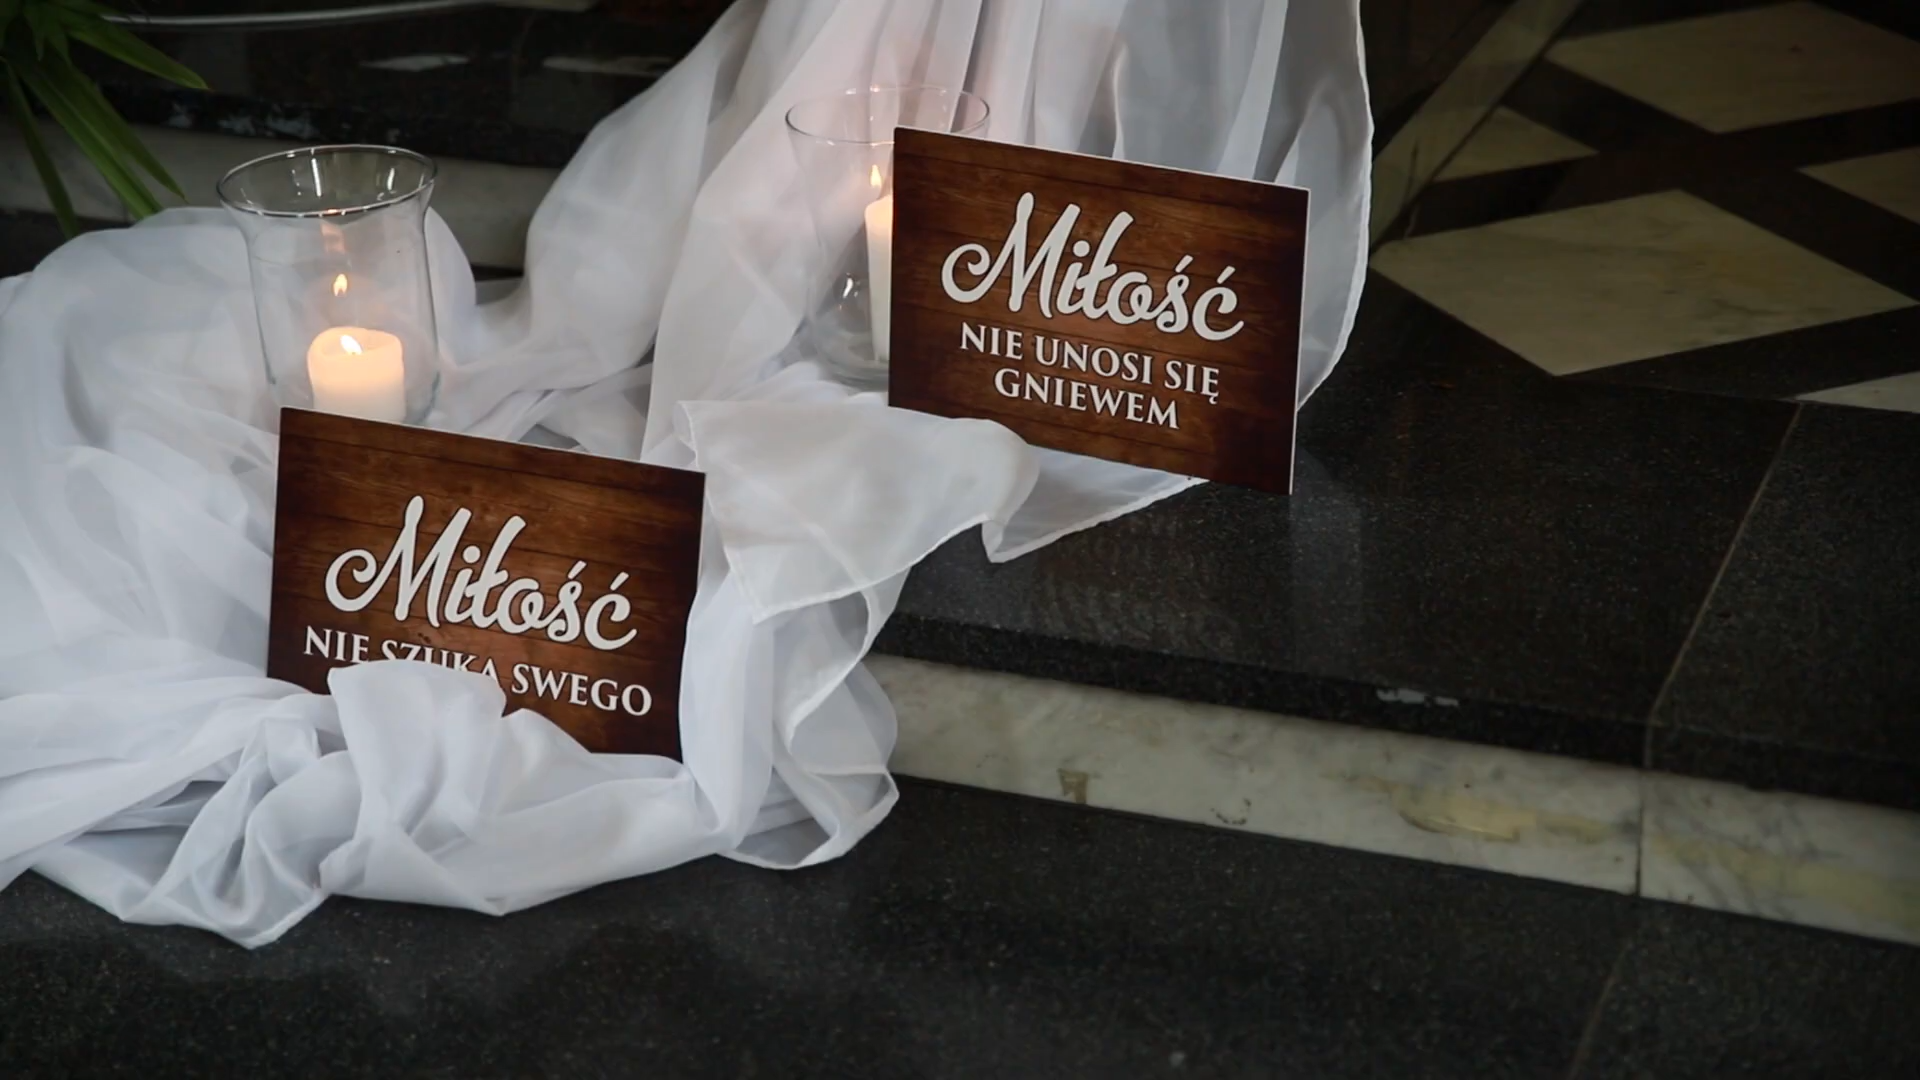 Miłość
NIE UNOSI SIĘ
GNIEWEM
Miłość
NIE SZUKA SWEGO